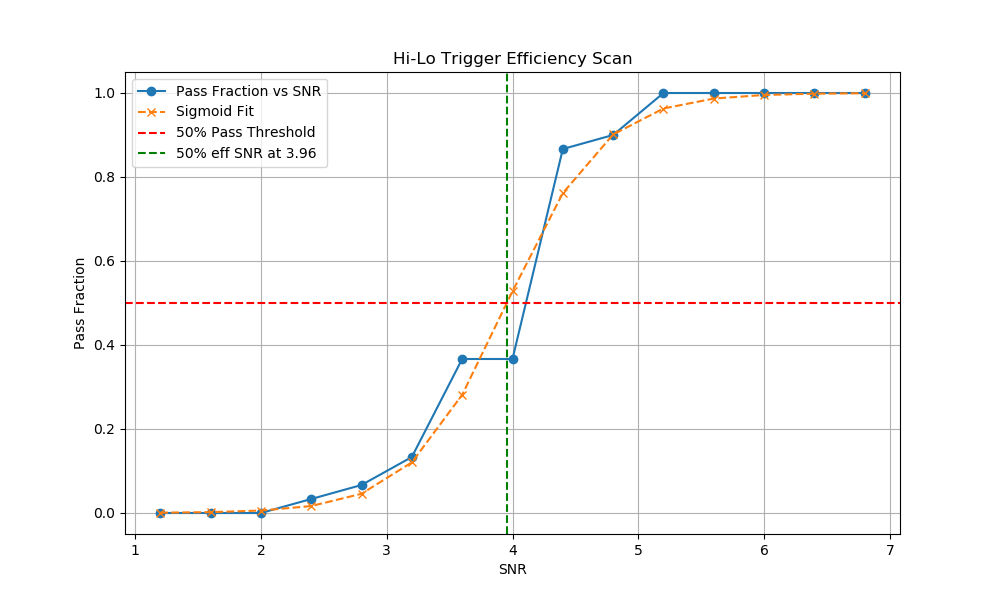 Hi-Lo Trigger Efficiency Scan
Pass Fraction vs SNR
Sigmoid Fit
50% Pass Threshold
50% eff SNR at 3.96
Pass Fraction
1.0
0.8
0.6
0.4
0.2
0.0
1 2 3 4 5 6 7
SNR